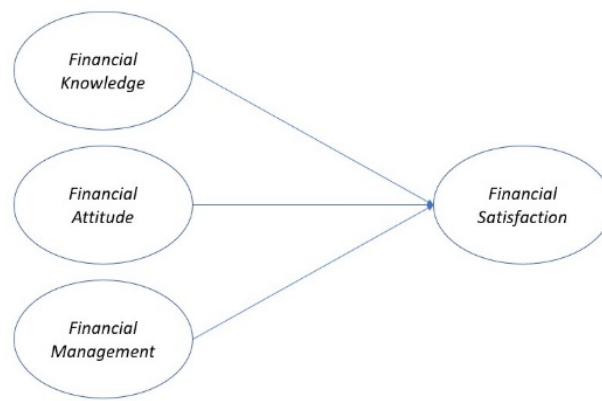 Financial
Knowledge
Financial
Attitude
Financial
Satisfaction
Financial
Management